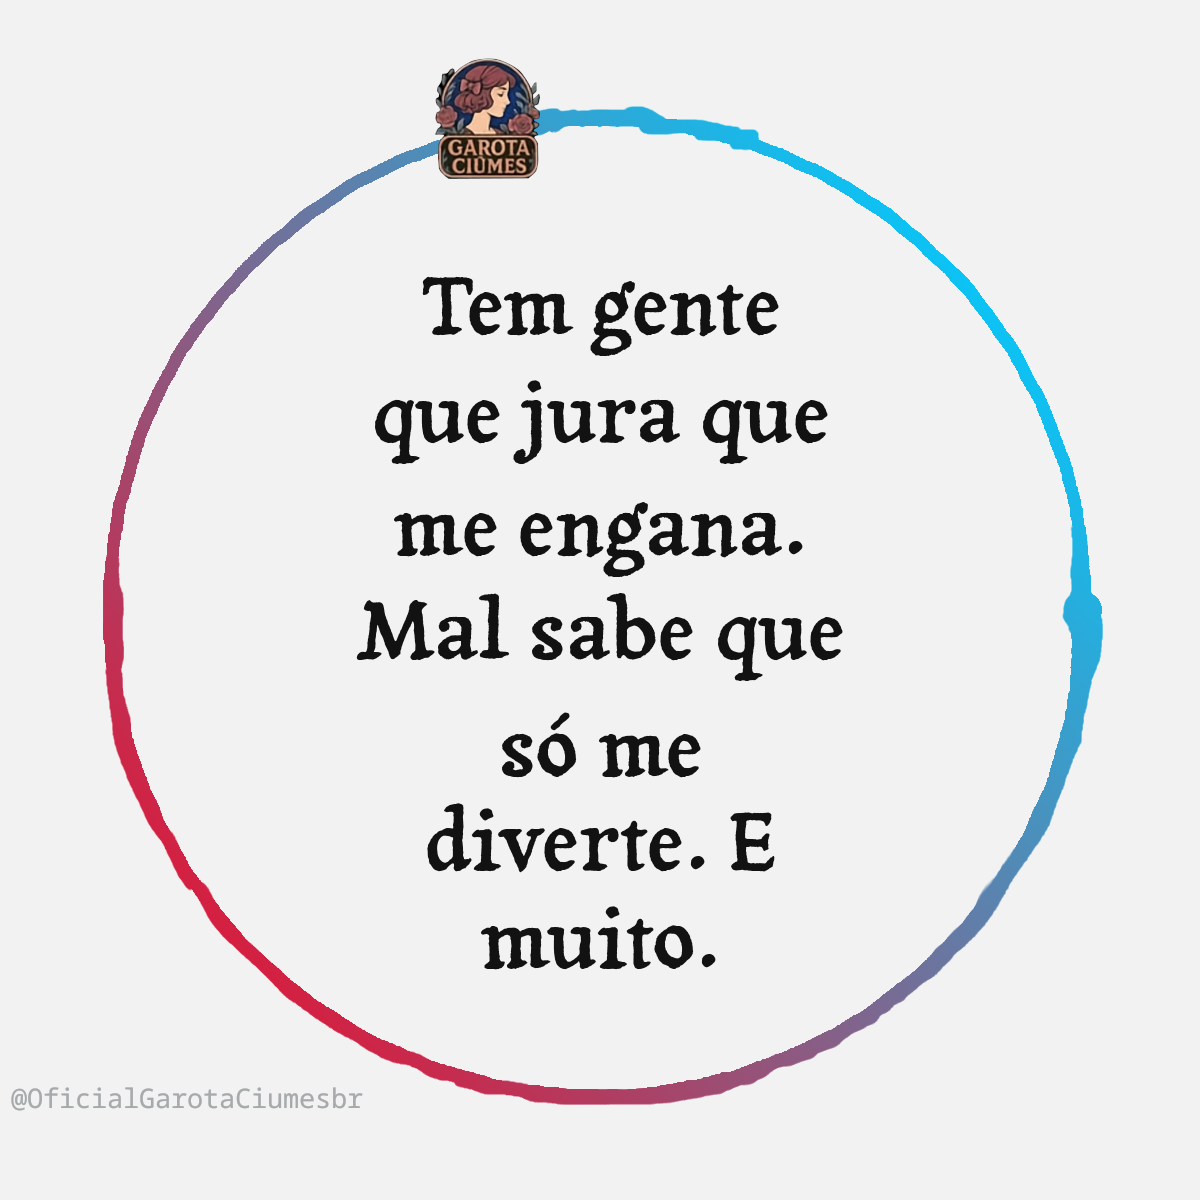 GAROTA
CIÚMES
Tem gente
que jura que
me engana.
Mal sabe que
só me
diverte. E
muito.
@OficialGarotaCiumesbr